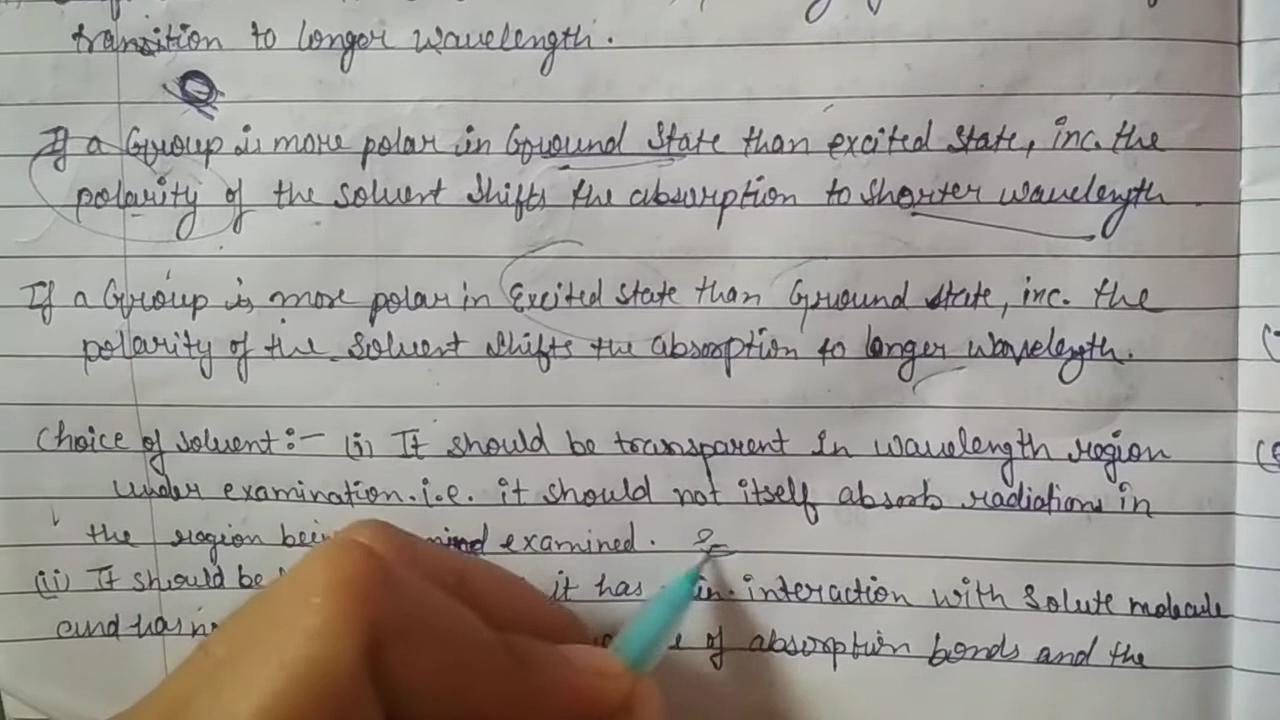 transition to longer wavelength.
If a Group is more polar in Ground State than excited State, inc. the
polarity of the solvent shifts the absorption to shorter wavelength
If a Group is more polar in Excited State than Ground state, inc. the
polarity of the solvent shifts the absorption to longer wavelength.
Choice of solvent:- (i) It should be transparent in wavelength region
under examination. i.e. it should not itself absorb radiations in
the region being examined.
(ii) It should be it has min. interaction with solute molecule
and has of absorption bonds and the